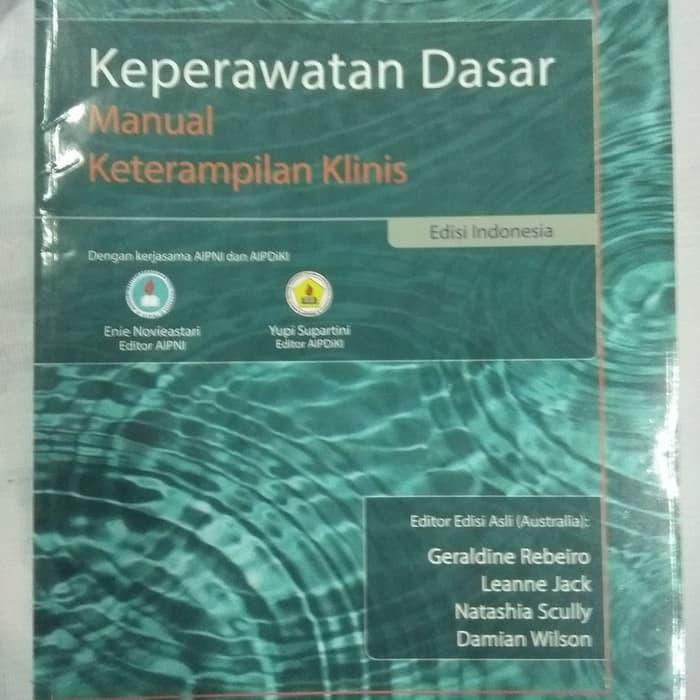 Keperawatan Dasar
Manual
Keterampilan Klinis
Edisi Indonesia
Dengan kerjasama AIPNI dan AIPDiKI
Enie Novieastari
Editor AIPNI
Yupi Supartini
Editor AIPDiKI
Editor Edisi Asli (Australia):
Geraldine Rebeiro
Leanne Jack
Natashia Scully
Damian Wilson